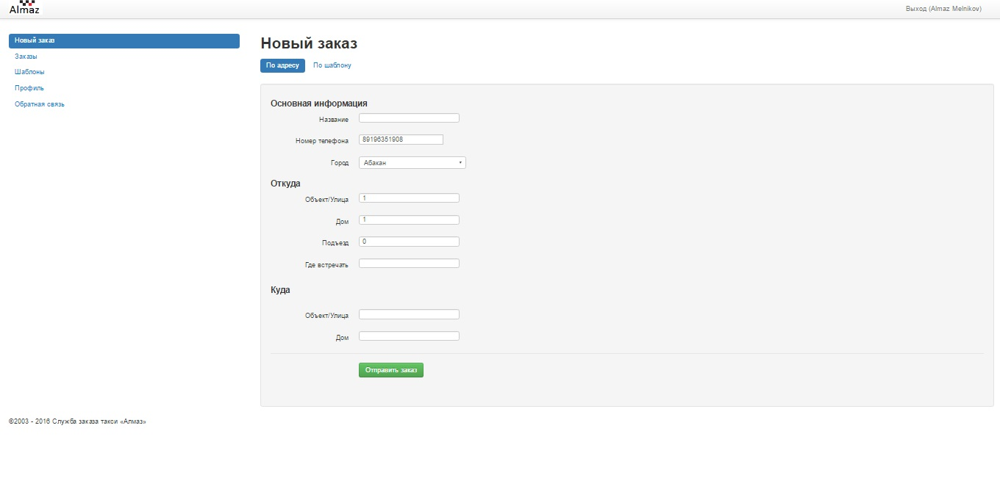 Almaz
Выход (Almaz Melnikov)
Новый заказ
Заказы
Шаблоны
Профиль
Обратная связь
Новый заказ
По адресу По шаблону
Основная информация
Название
Номер телефона 89196351908
Город Абакан
Откуда
Объект/Улица 1
Дом 1
Подъезд 0
Где встречать
Куда
Объект/Улица
Дом
Отправить заказ
©2003 - 2016 Служба заказа такси «Алмаз»